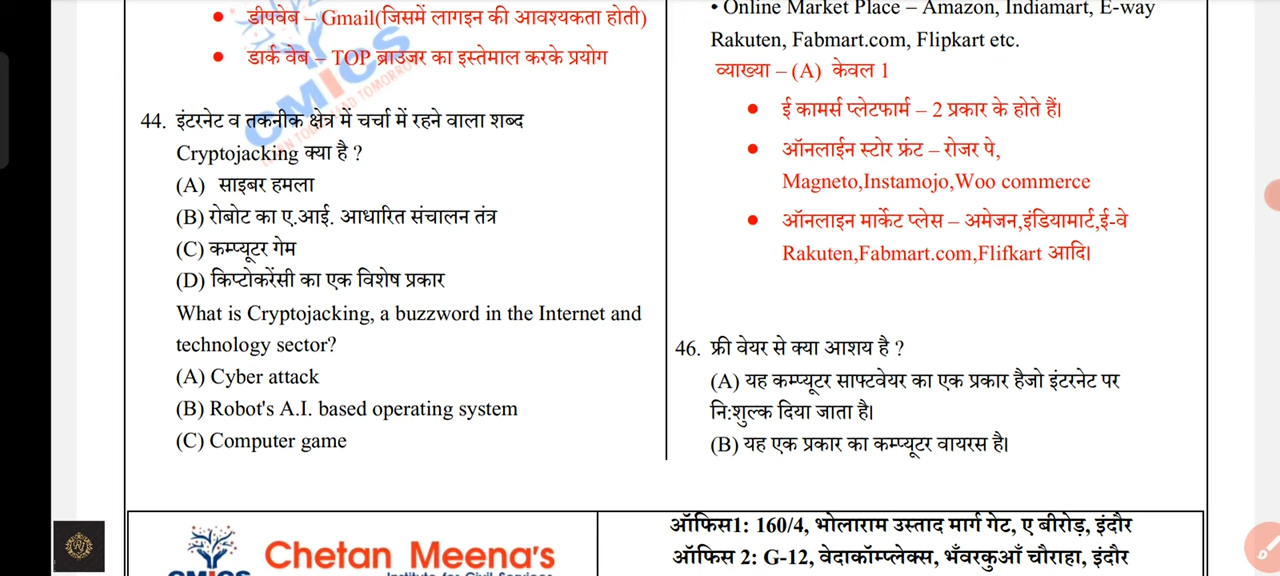 • डीपवेब – Gmail(जिसमें लागइन की आवश्यकता होती)
• डार्क वेब – TOP ब्राउजर का इस्तेमाल करके प्रयोग
44. इंटरनेट व तकनीक क्षेत्र में चर्चा में रहने वाला शब्द
Cryptojacking क्या है ?
(A) साइबर हमला
(B) रोबोट का ए.आई. आधारित संचालन तंत्र
(C) कम्प्यूटर गेम
(D) किप्टोकरेंसी का एक विशेष प्रकार
What is Cryptojacking, a buzzword in the Internet and
technology sector?
(A) Cyber attack
(B) Robot's A.I. based operating system
(C) Computer game
• Online Market Place – Amazon, Indiamart, E-way
Rakuten, Fabmart.com, Flipkart etc.
व्याख्या – (A) केवल 1
• ई कामर्स प्लेटफार्म – 2 प्रकार के होते हैं।
• ऑनलाईन स्टोर फ्रंट – रोजर पे,
Magneto,Instamojo,Woo commerce
• ऑनलाइन मार्केट प्लेस – अमेजन,इंडियामार्ट,ई-वे
Rakuten,Fabmart.com,Flifkart आदि।
46. फ्री वेयर से क्या आशय है ?
(A) यह कम्प्यूटर साफ्टवेयर का एक प्रकार हैजो इंटरनेट पर
नि:शुल्क दिया जाता है।
(B) यह एक प्रकार का कम्प्यूटर वायरस है।
CMICS
Chetan Meena's
Institute for Civil Services
ऑफिस1: 160/4, भोलाराम उस्ताद मार्ग गेट, ए बीरोड़, इंदौर
ऑफिस 2: G-12, वेदाकॉम्प्लेक्स, भँवरकुआँ चौराहा, इंदौर